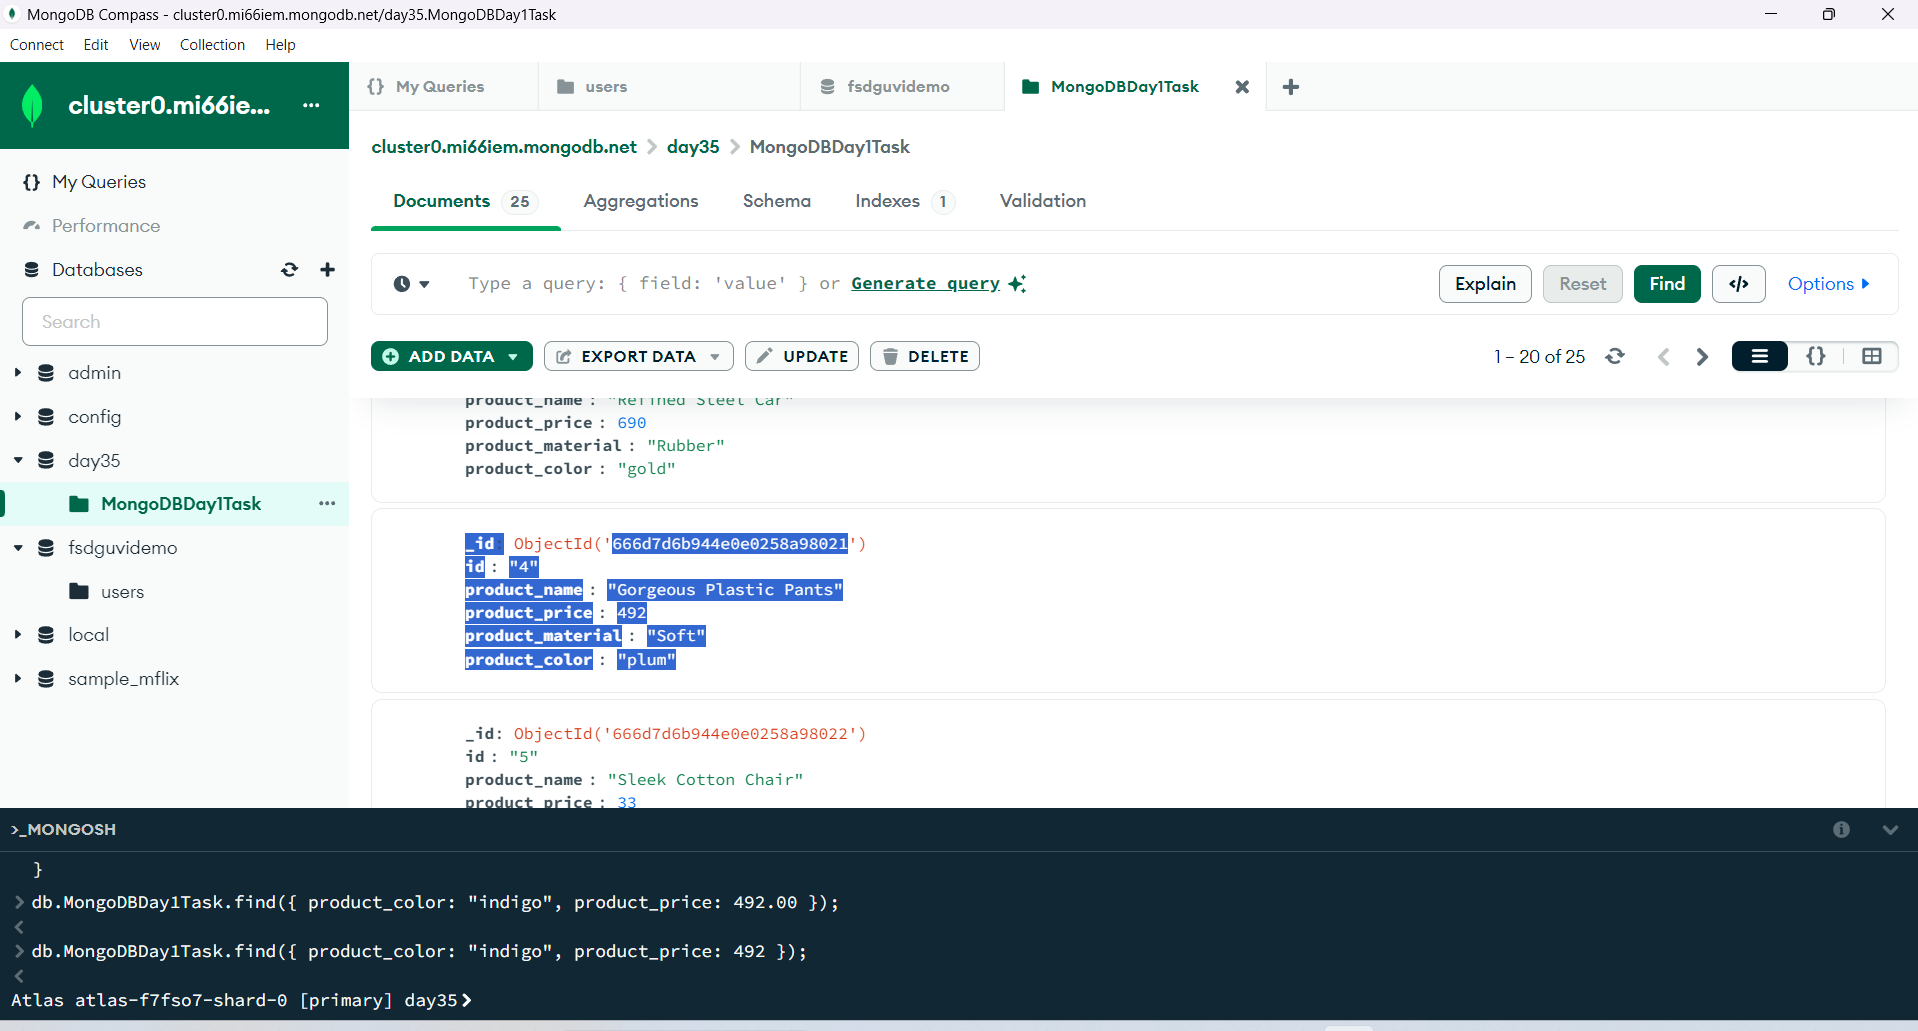 MongoDB Compass - cluster0.mi66iem.mongodb.net/day35.MongoDBDay1Task
Connect Edit View Collection Help
cluster0.mi66ie... ...
{} My Queries
Performance
Databases
Search
admin
config
day35
MongoDBDay1Task ...
fsdguvidemo
users
local
sample_mflix
{} My Queries users fsdguvidemo MongoDBDay1Task
cluster0.mi66iem.mongodb.net > day35 > MongoDBDay1Task
Documents 25 Aggregations Schema Indexes 1 Validation
Type a query: { field: 'value' } or Generate query Explain Reset Find </> Options
ADD DATA EXPORT DATA UPDATE DELETE 1 – 20 of 25 {}
product_name : "Refined Steel Car"
product_price : 690
product_material : "Rubber"
product_color : "gold"
_id: ObjectId('666d7d6b944e0e0258a98021')
id : "4"
product_name : "Gorgeous Plastic Pants"
product_price : 492
product_material : "Soft"
product_color : "plum"
_id: ObjectId('666d7d6b944e0e0258a98022')
id : "5"
product_name : "Sleek Cotton Chair"
product_price : 33
>_MONGOSH
}
> db.MongoDBDay1Task.find({ product_color: "indigo", product_price: 492.00 });
<
> db.MongoDBDay1Task.find({ product_color: "indigo", product_price: 492 });
<
Atlas atlas-f7fso7-shard-0 [primary] day35>